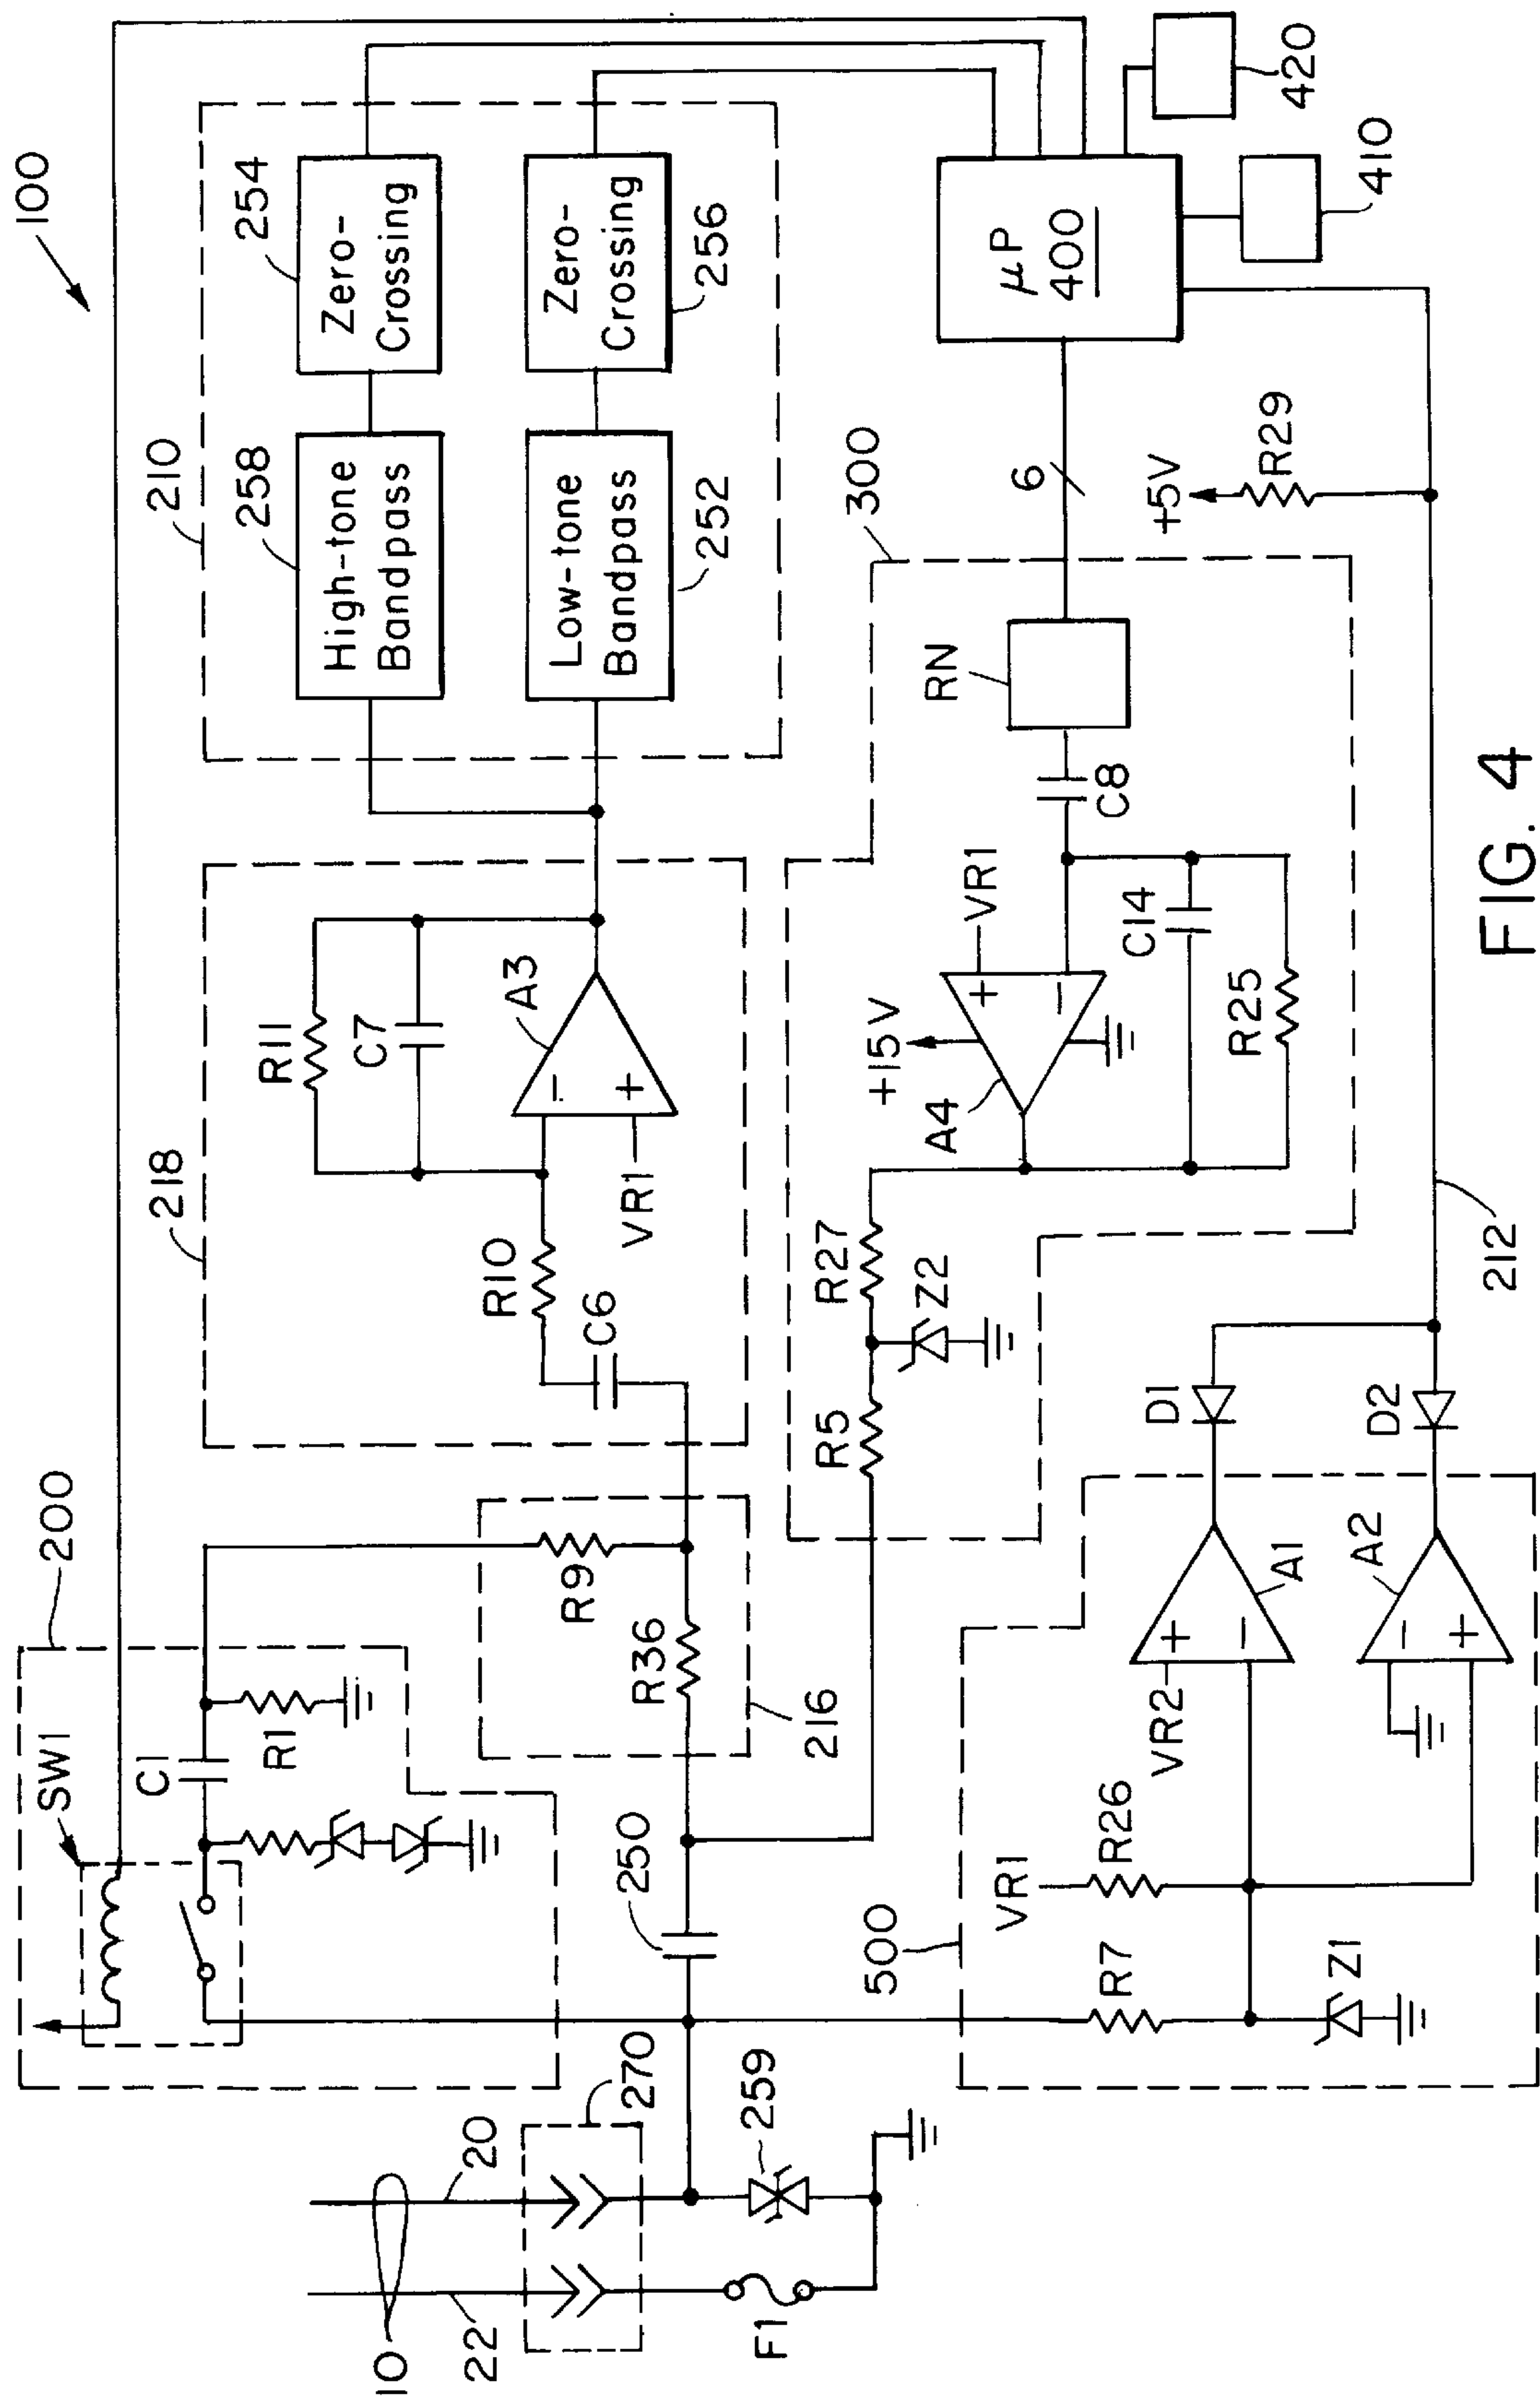 100
210
258
High-tone
Bandpass
254
Zero-
Crossing
252
Low-tone
Bandpass
256
Zero-
Crossing
218
R11
C7
A3
−
+
VR1
R10
C6
200
SW1
C1
R1
216
R9
R36
250
270
20
22
10
259
F1
300
6
RN
C8
VR1
+
−
+15V
A4
C14
R25
R27
Z2
R5
μP
400
410
420
+5V
R29
212
D1
D2
500
VR1
R26
R7
Z1
VR2
+
−
A1
−
+
A2
FIG. 4